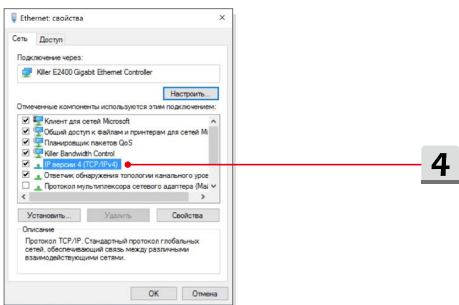 Ethernet: свойства
Сеть Доступ
Подключение через:
Killer E2400 Gigabit Ethernet Controller
Настроить...
Отмеченные компоненты используются этим подключением:
Клиент для сетей Microsoft
Общий доступ к файлам и принтерам для сетей Mi
Планировщик пакетов QoS
Killer Bandwidth Control
IP версии 4 (TCP/IPv4)
Ответчик обнаружения топологии канального уров
Протокол мультиплексора сетевого адаптера (Mai
Установить... Удалить Свойства
Описание
Протокол TCP/IP. Стандартный протокол глобальных
сетей, обеспечивающий связь между различными
взаимодействующими сетями.
OK Отмена
4